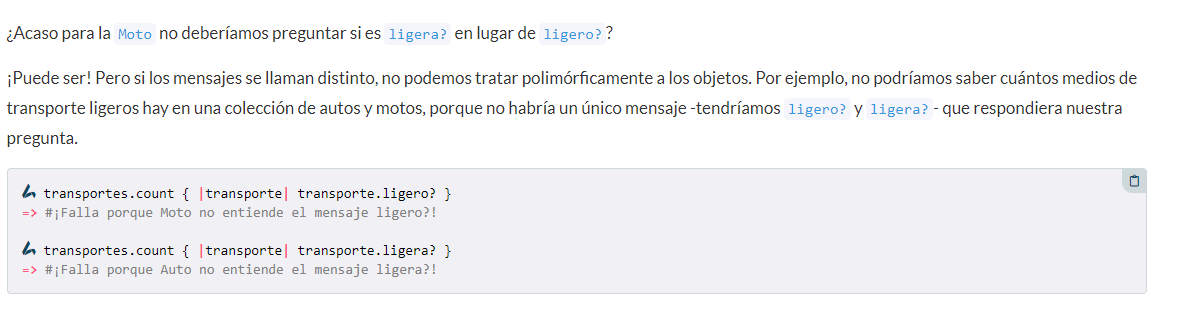 ¿Acaso para la Moto no deberíamos preguntar si es ligera? en lugar de ligero? ?
¡Puede ser! Pero si los mensajes se llaman distinto, no podemos tratar polimórficamente a los objetos. Por ejemplo, no podríamos saber cuántos medios de
transporte ligeros hay en una colección de autos y motos, porque no habría un único mensaje -tendríamos ligero? y ligera? - que respondiera nuestra
pregunta.
transportes.count { |transporte| transporte.ligero? }
=> #¡Falla porque Moto no entiende el mensaje ligero?!
transportes.count { |transporte| transporte.ligera? }
=> #¡Falla porque Auto no entiende el mensaje ligera?!